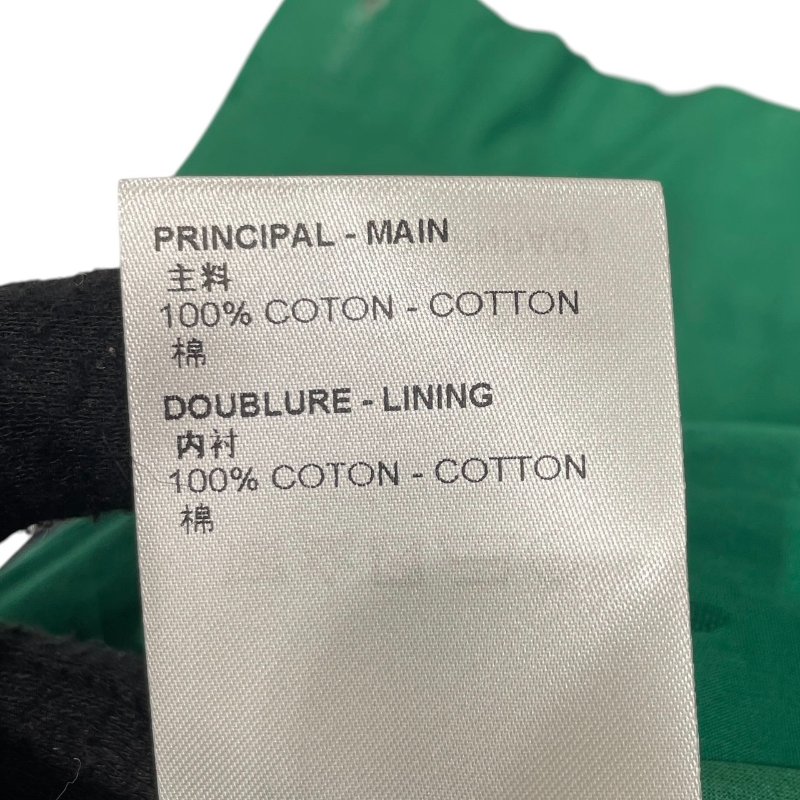 PRINCIPAL - MAIN
主料
100% COTON - COTTON
棉
DOUBLURE - LINING
内衬
100% COTON - COTTON
棉